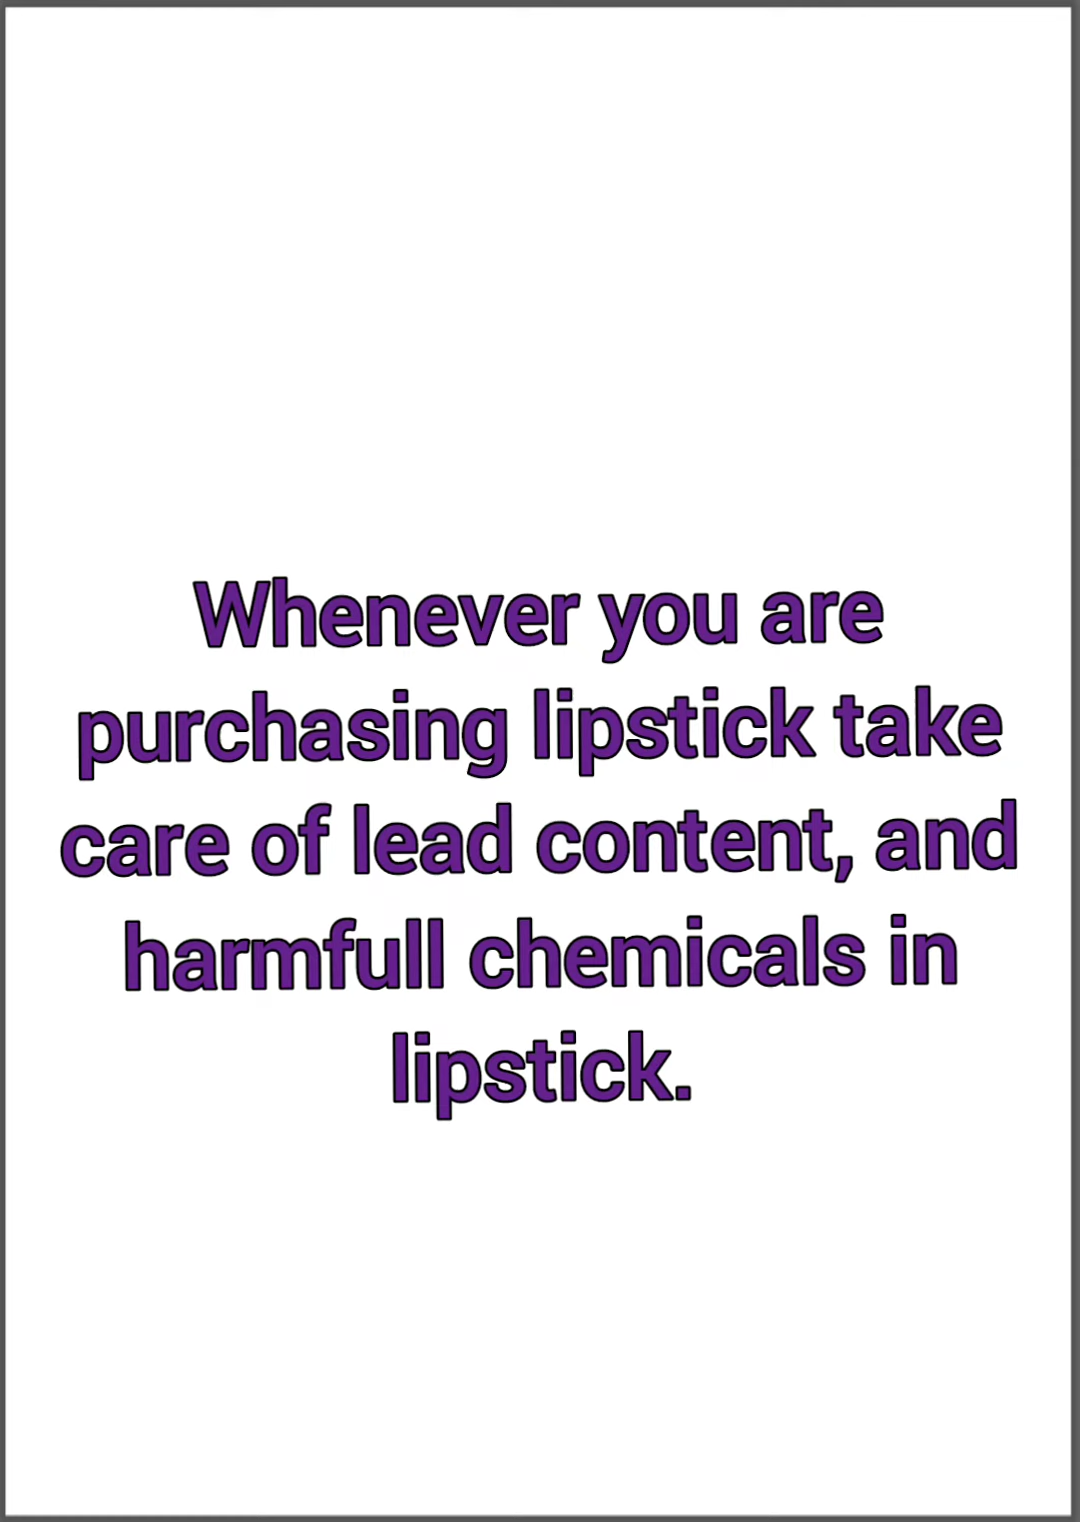 Whenever you are
purchasing lipstick take
care of lead content, and
harmfull chemicals in
lipstick.